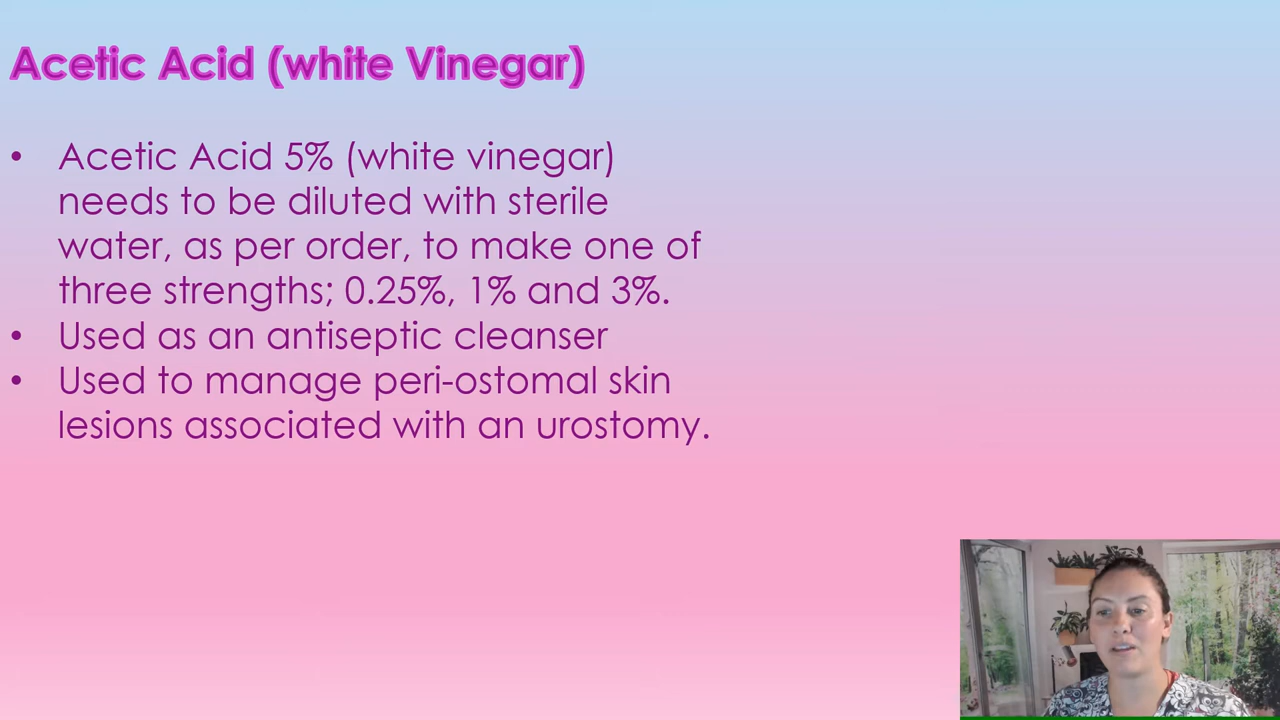 Acetic Acid (white Vinegar)
• Acetic Acid 5% (white vinegar)
needs to be diluted with sterile
water, as per order, to make one of
three strengths; 0.25%, 1% and 3%.
• Used as an antiseptic cleanser
• Used to manage peri-ostomal skin
lesions associated with an urostomy.